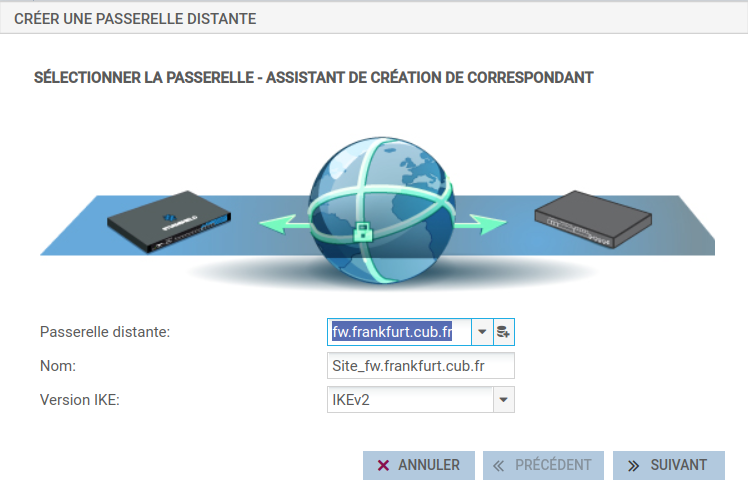 CRÉER UNE PASSERELLE DISTANTE
SÉLECTIONNER LA PASSERELLE - ASSISTANT DE CRÉATION DE CORRESPONDANT
Passerelle distante: fw.frankfurt.cub.fr
Nom: Site_fw.frankfurt.cub.fr
Version IKE: IKEv2
ANNULER PRÉCÉDENT SUIVANT